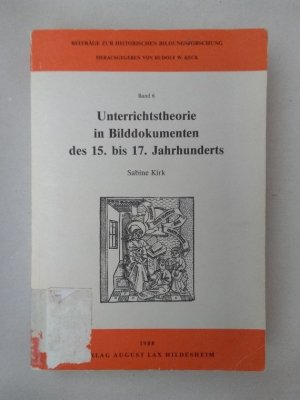 BEITRÄGE ZUR HISTORISCHEN BILDUNGSFORSCHUNG
HERAUSGEGEBEN VON RUDOLF W. KECK
Band 6
Unterrichtstheorie
in Bilddokumenten
des 15. bis 17. Jahrhunderts
Sabine Kirk
1988
LAG AUGUST LAX HILDESHEIM